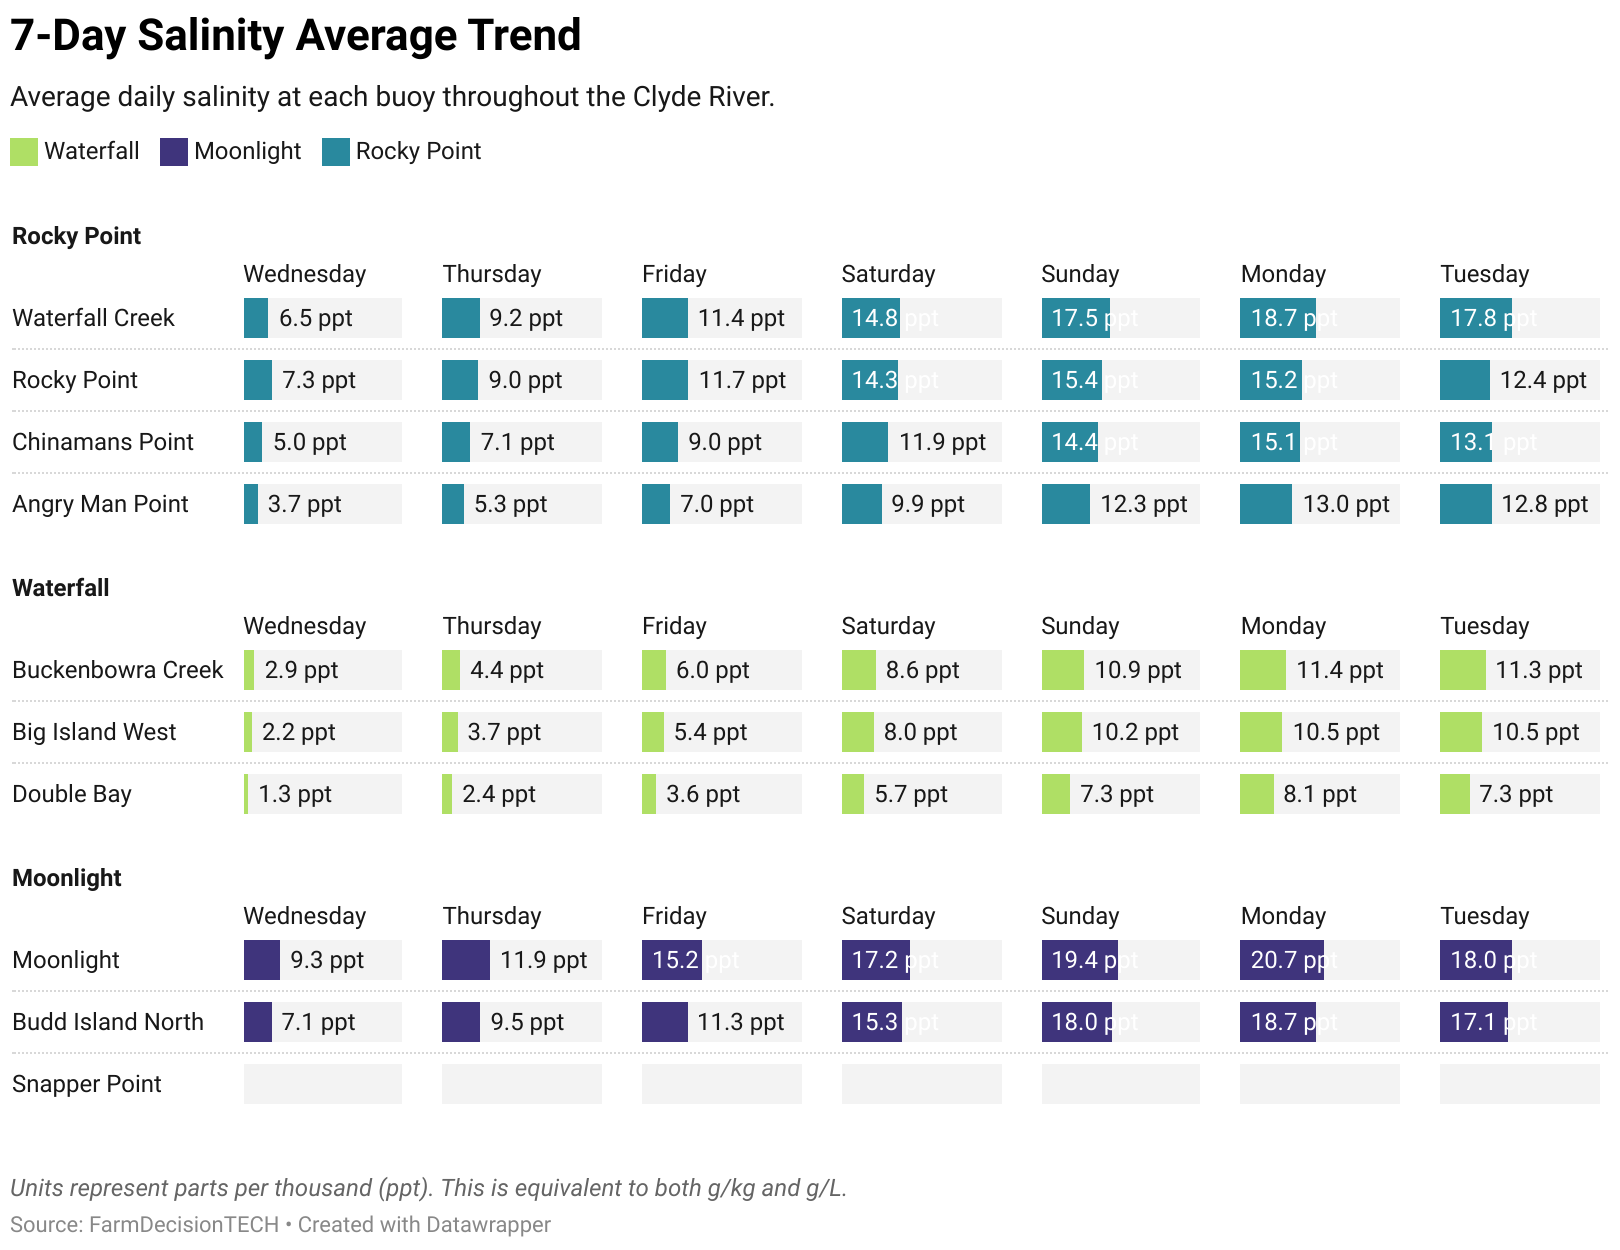 7-Day Salinity Average Trend
Average daily salinity at each buoy throughout the Clyde River.
Waterfall Moonlight Rocky Point
Rocky Point
Wednesday Thursday Friday Saturday Sunday Monday Tuesday
Waterfall Creek 6.5 ppt 9.2 ppt 11.4 ppt 14.8 ppt 17.5 ppt 18.7 ppt 17.8 ppt
Rocky Point 7.3 ppt 9.0 ppt 11.7 ppt 14.3 ppt 15.4 ppt 15.2 ppt 12.4 ppt
Chinamans Point 5.0 ppt 7.1 ppt 9.0 ppt 11.9 ppt 14.4 ppt 15.1 ppt 13.1 ppt
Angry Man Point 3.7 ppt 5.3 ppt 7.0 ppt 9.9 ppt 12.3 ppt 13.0 ppt 12.8 ppt
Waterfall
Wednesday Thursday Friday Saturday Sunday Monday Tuesday
Buckenbowra Creek 2.9 ppt 4.4 ppt 6.0 ppt 8.6 ppt 10.9 ppt 11.4 ppt 11.3 ppt
Big Island West 2.2 ppt 3.7 ppt 5.4 ppt 8.0 ppt 10.2 ppt 10.5 ppt 10.5 ppt
Double Bay 1.3 ppt 2.4 ppt 3.6 ppt 5.7 ppt 7.3 ppt 8.1 ppt 7.3 ppt
Moonlight
Wednesday Thursday Friday Saturday Sunday Monday Tuesday
Moonlight 9.3 ppt 11.9 ppt 15.2 ppt 17.2 ppt 19.4 ppt 20.7 ppt 18.0 ppt
Budd Island North 7.1 ppt 9.5 ppt 11.3 ppt 15.3 ppt 18.0 ppt 18.7 ppt 17.1 ppt
Snapper Point
Units represent parts per thousand (ppt). This is equivalent to both g/kg and g/L.
Source: FarmDecisionTECH • Created with Datawrapper